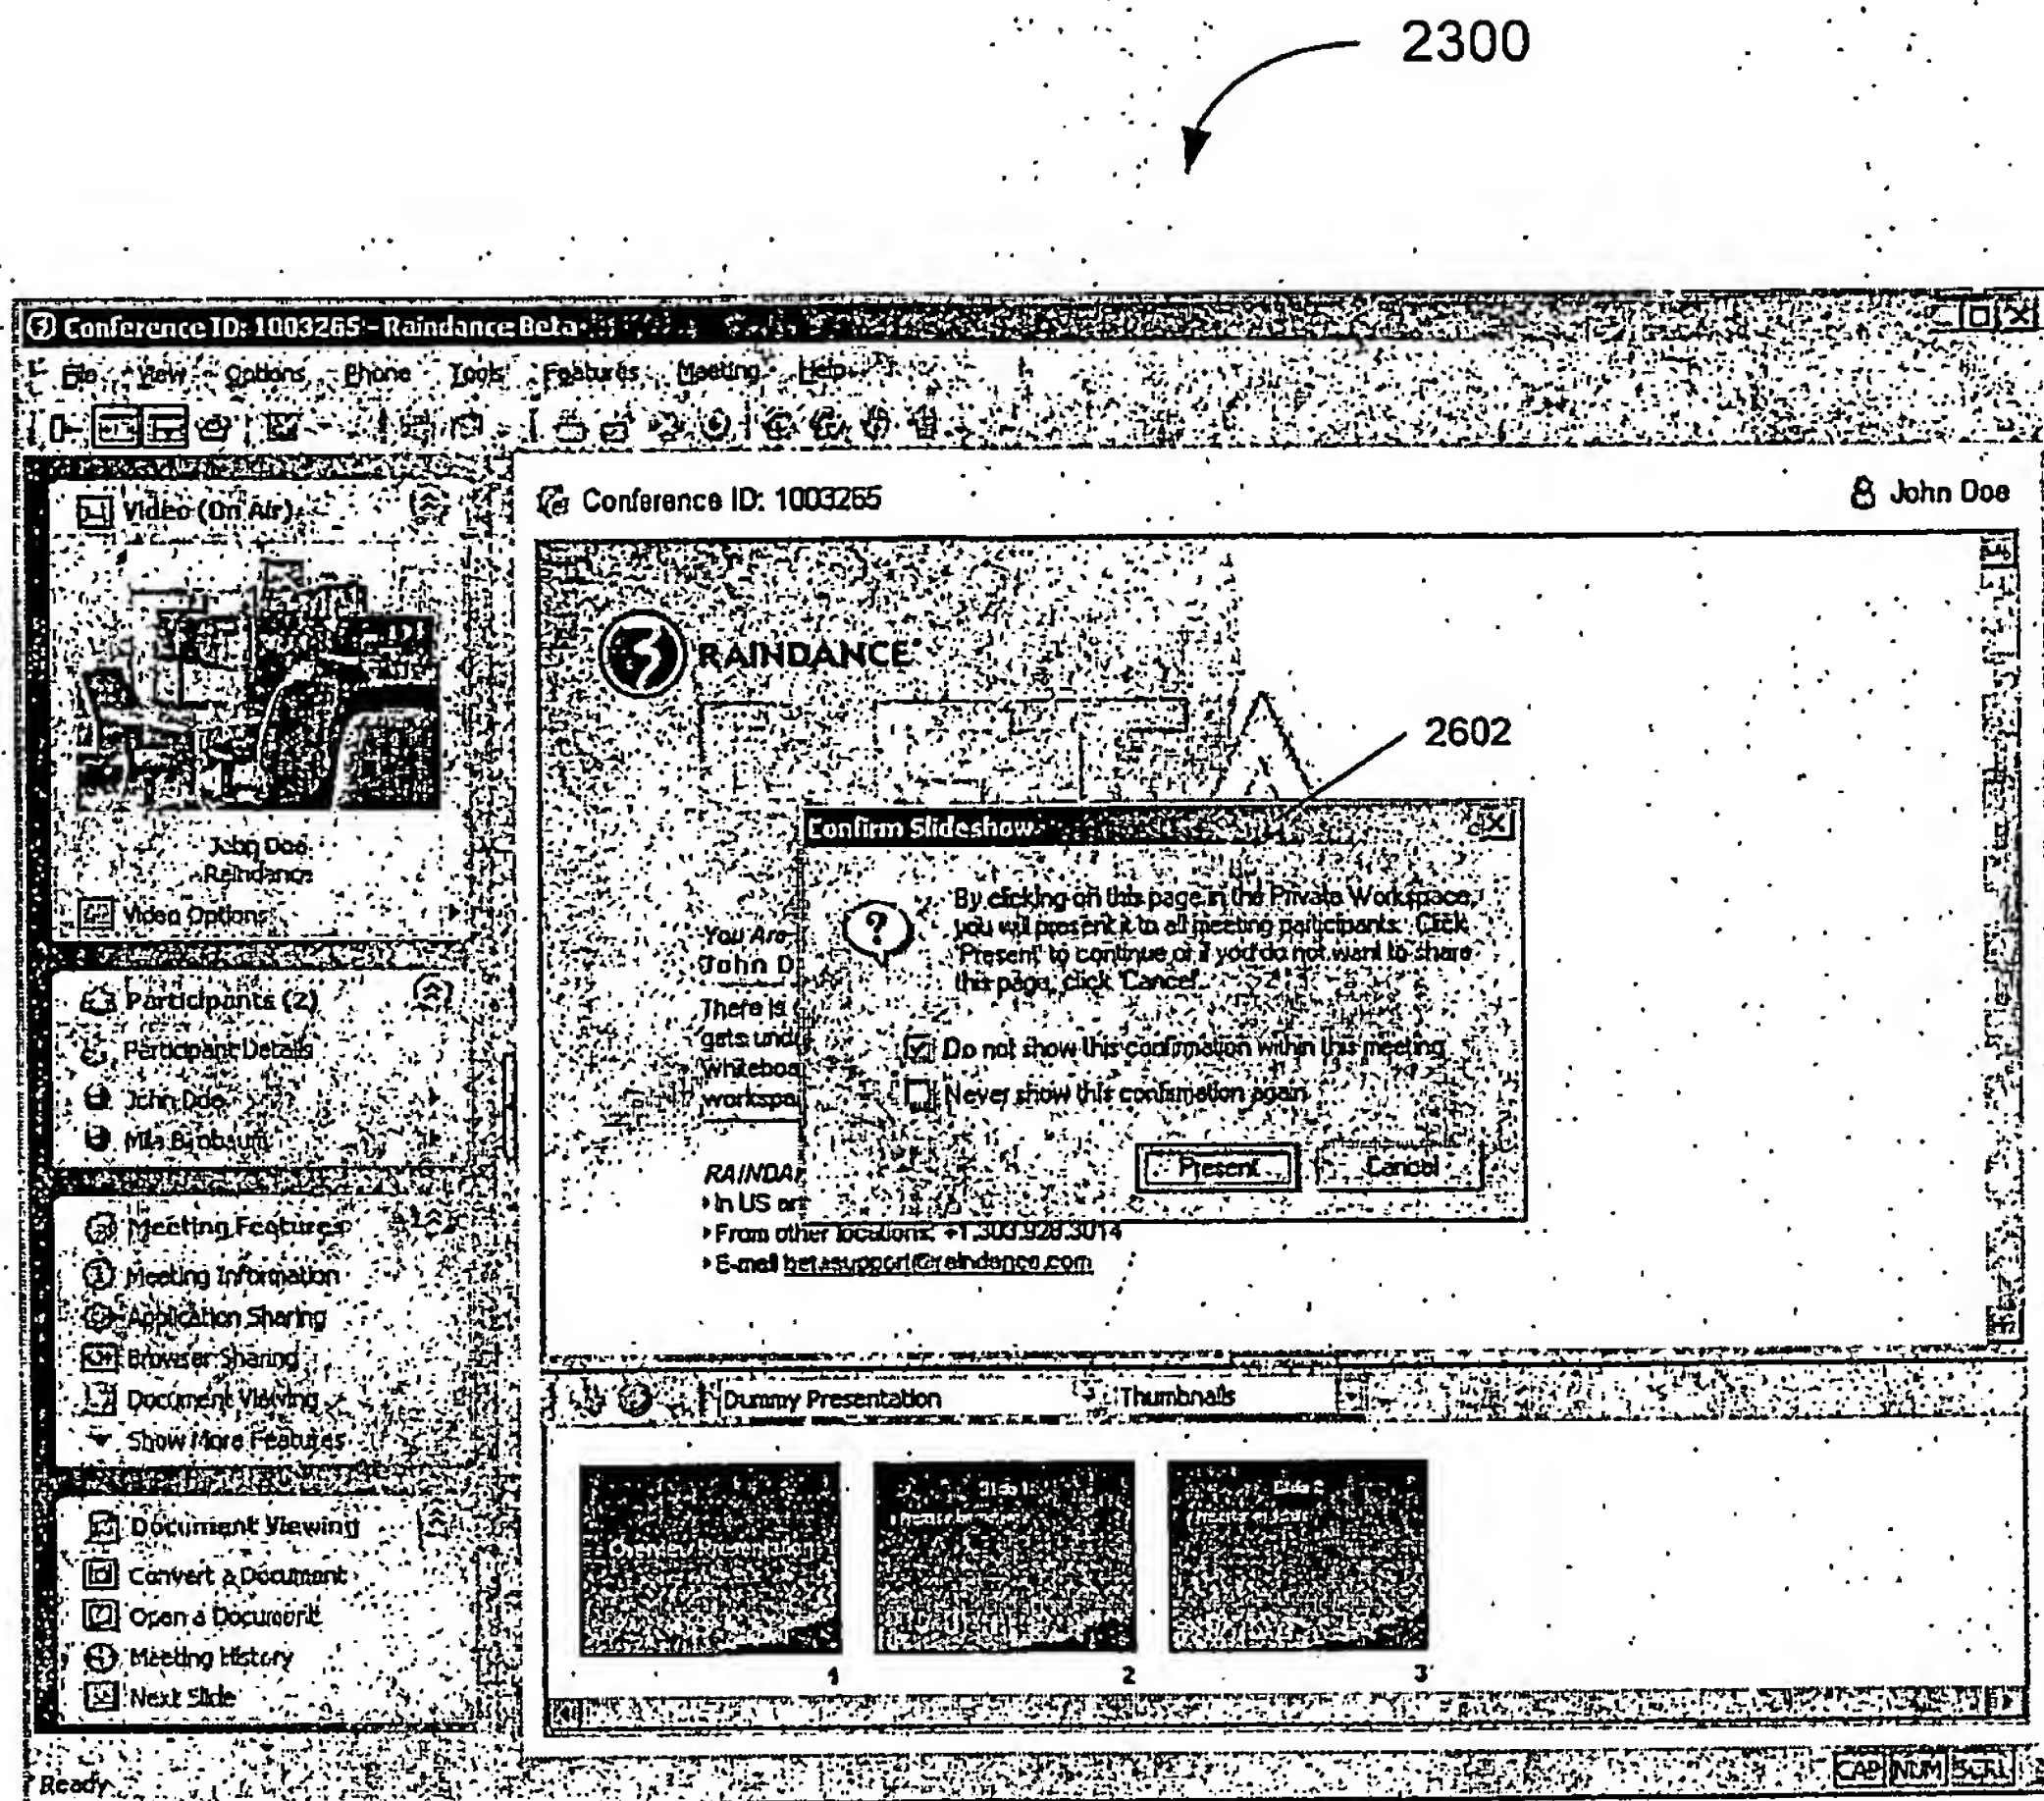 2300
Conference ID: 1003265 - Raindance Beta
File View Options Phone Tools Features Meeting Help
Video (On Air)
John Doe
Raindance
Video Options
Participants (2)
Participant Details
John Doe
Mila
Meeting Features
Meeting Information
Application Sharing
Browser Sharing
Document Viewing
Show More Features
Document Viewing
Convert a Document
Open a Document
Meeting History
Next Slide
Conference ID: 1003265
John Doe
RAINDANCE
2602
Confirm Slideshow
By clicking on this page in the Private Workspace,
you will present it to all meeting participants. Click
'Present' to continue or if you do not want to share
this page, click 'Cancel'.
Do not show this confirmation within this meeting
Never show this confirmation again
Present Cancel
You Are
John D
There is
gets und
whiteboa
workspa
RAINDA
In US or
From other locations: +1.303.928.3014
E-mail betasupport@raindance.com
Dummy Presentation Thumbnails
Overview Presentation
Slide 1
Slide 2
1 2 3
Ready
CAP NUM SCRL